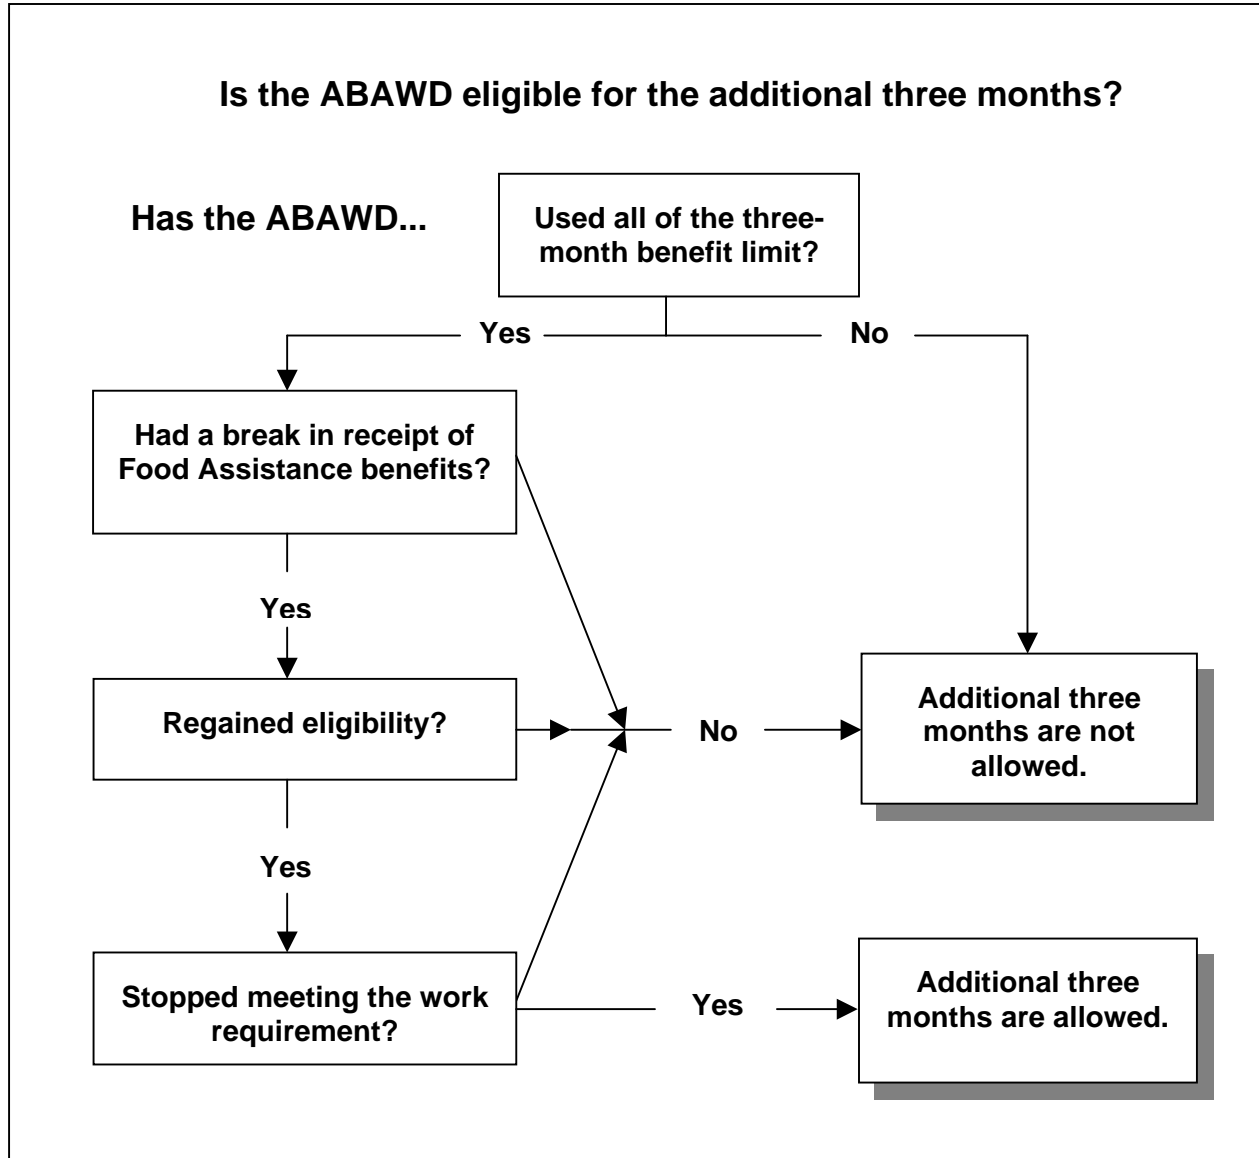 Is the ABAWD eligible for the additional three months?
Has the ABAWD...
Used all of the three-
month benefit limit?
Yes
No
Had a break in receipt of
Food Assistance benefits?
Yes
Regained eligibility?
No
Additional three
months are not
allowed.
Yes
Stopped meeting the work
requirement?
Yes
Additional three
months are allowed.